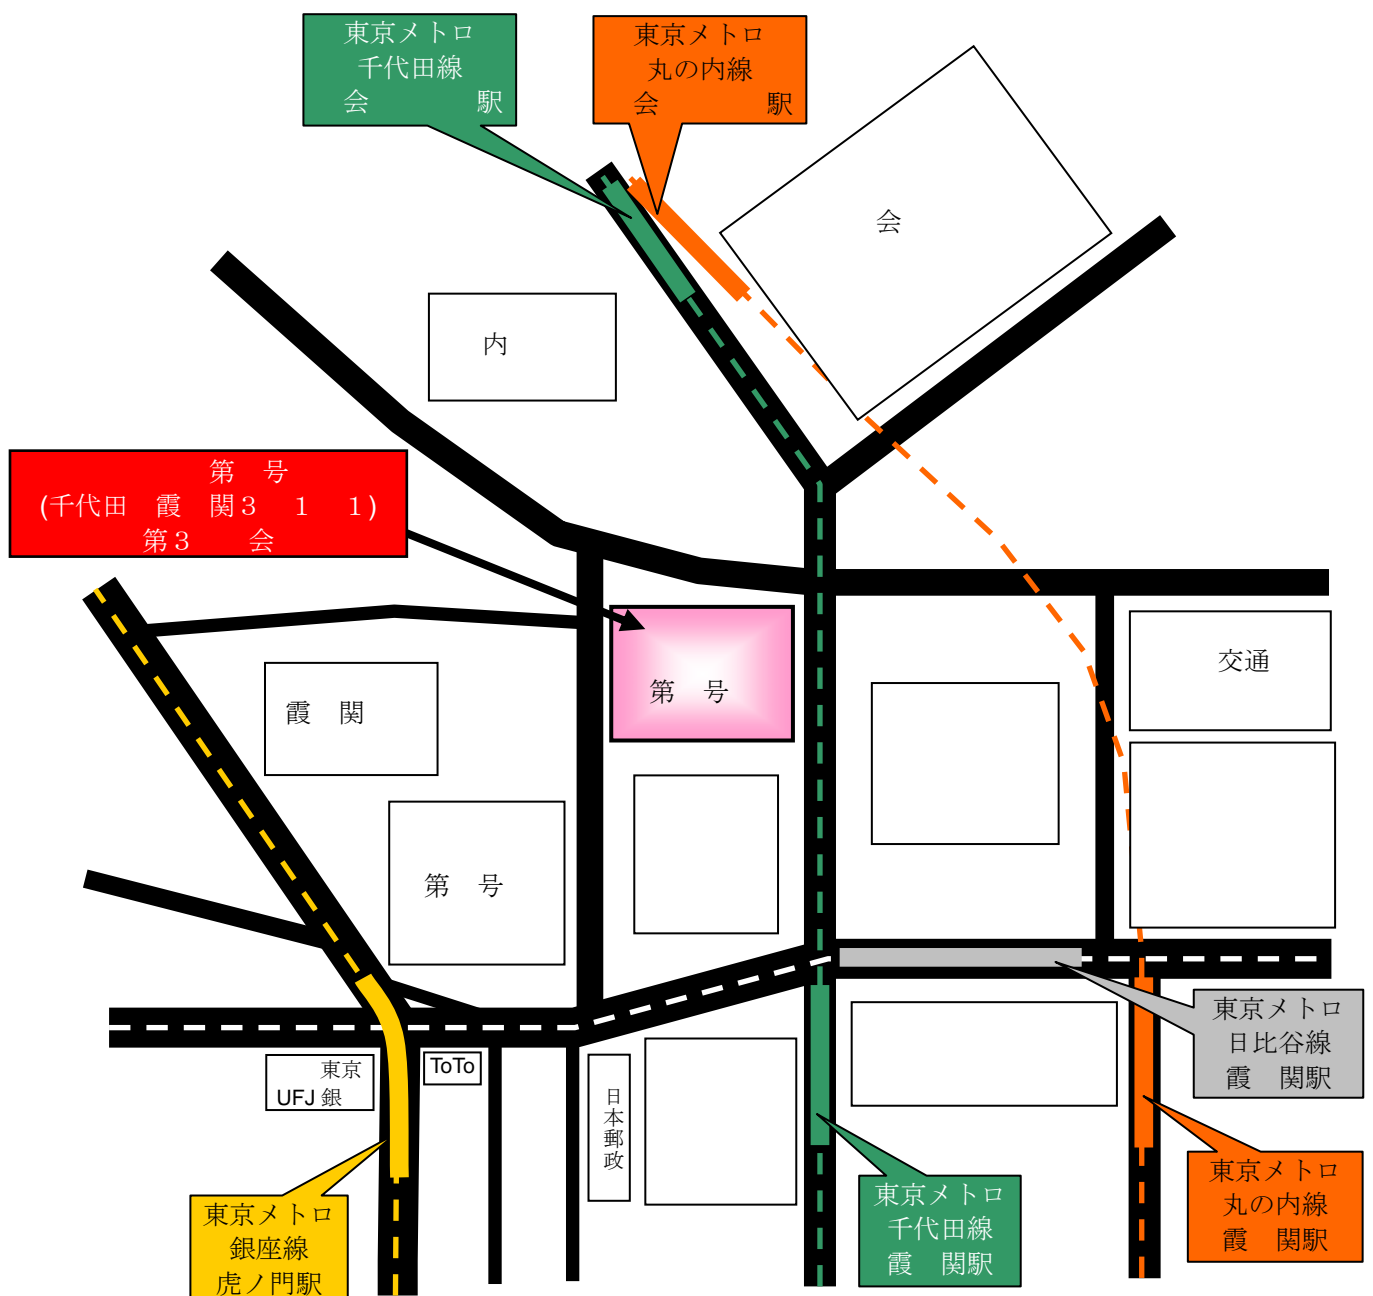 東京メトロ
千代田線
会　　　　駅
東京メトロ
丸の内線
会　　　　駅
会
内
第　号
(千代田　霞　関３　１　１)
第３　　会
交通
第　号
霞　関
第　号
東京メトロ
日比谷線
霞　関駅
東京
UFJ 銀
ToTo
日本郵政
東京メトロ
丸の内線
霞　関駅
東京メトロ
千代田線
霞　関駅
東京メトロ
銀座線
虎ノ門駅